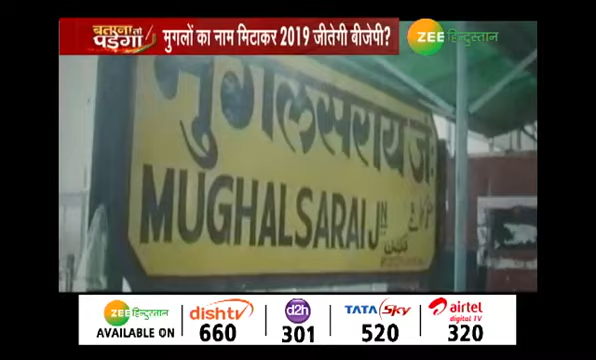 बताना तो
पड़ेगा
मुगलों का नाम मिटाकर 2019 जीतेगी बीजेपी?
ZEE हिन्दुस्तान
मुगलसराय जं.
MUGHALSARAI JN
ZEE हिन्दुस्तान
AVAILABLE ON
dishtv
660
d2h
301
TATA Sky
520
airtel
digital TV
320